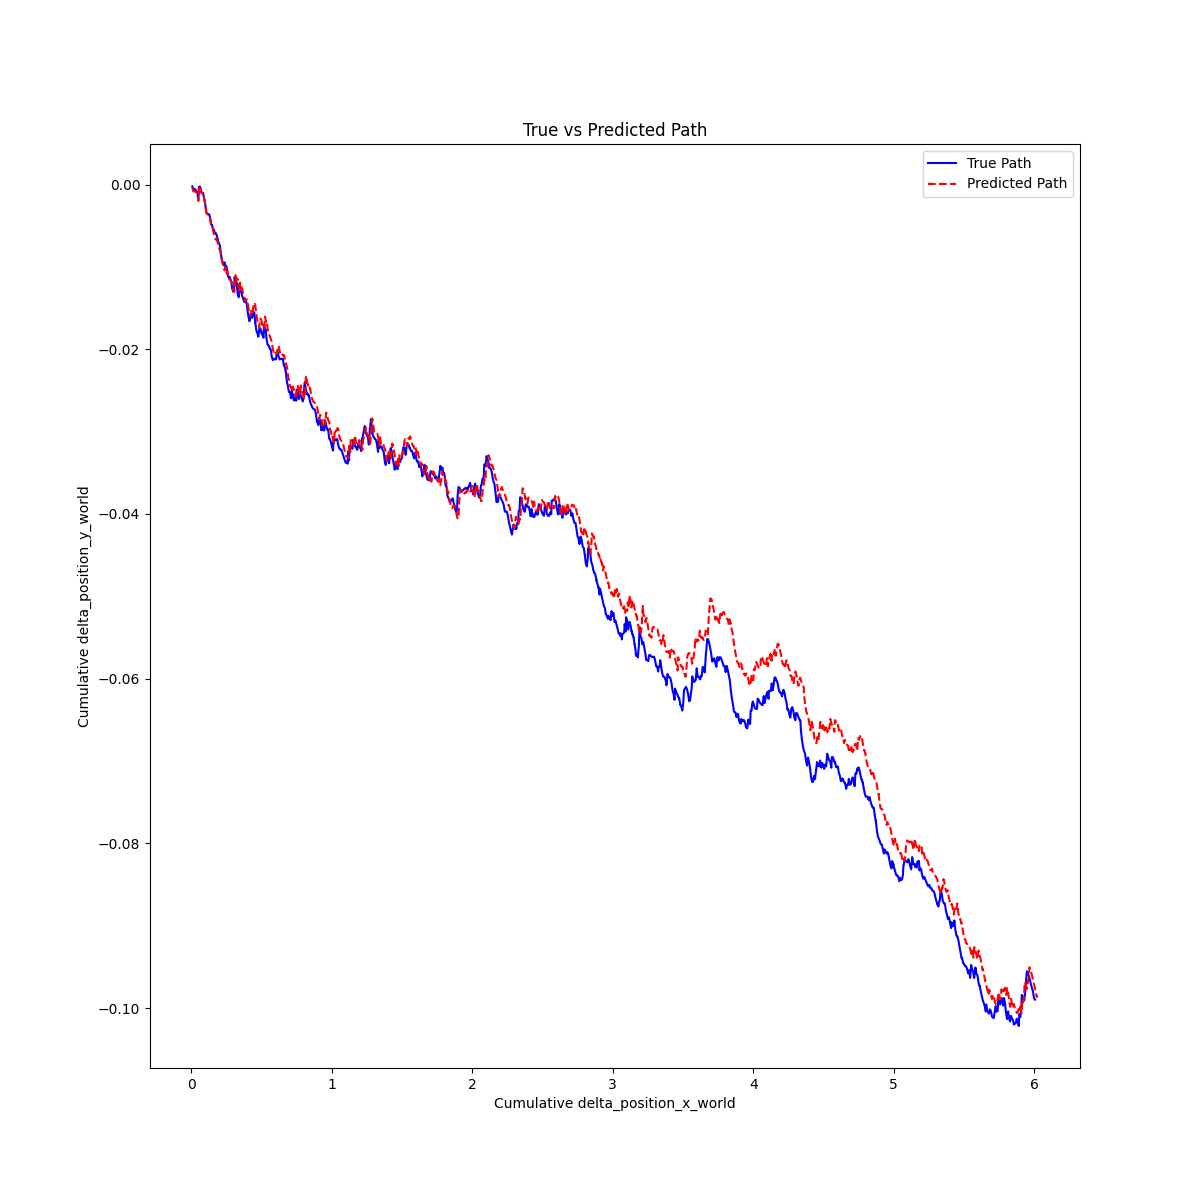 True vs Predicted Path
True Path
Predicted Path
0.00
−0.02
−0.04
−0.06
−0.08
−0.10
Cumulative delta_position_y_world
0 1 2 3 4 5 6
Cumulative delta_position_x_world